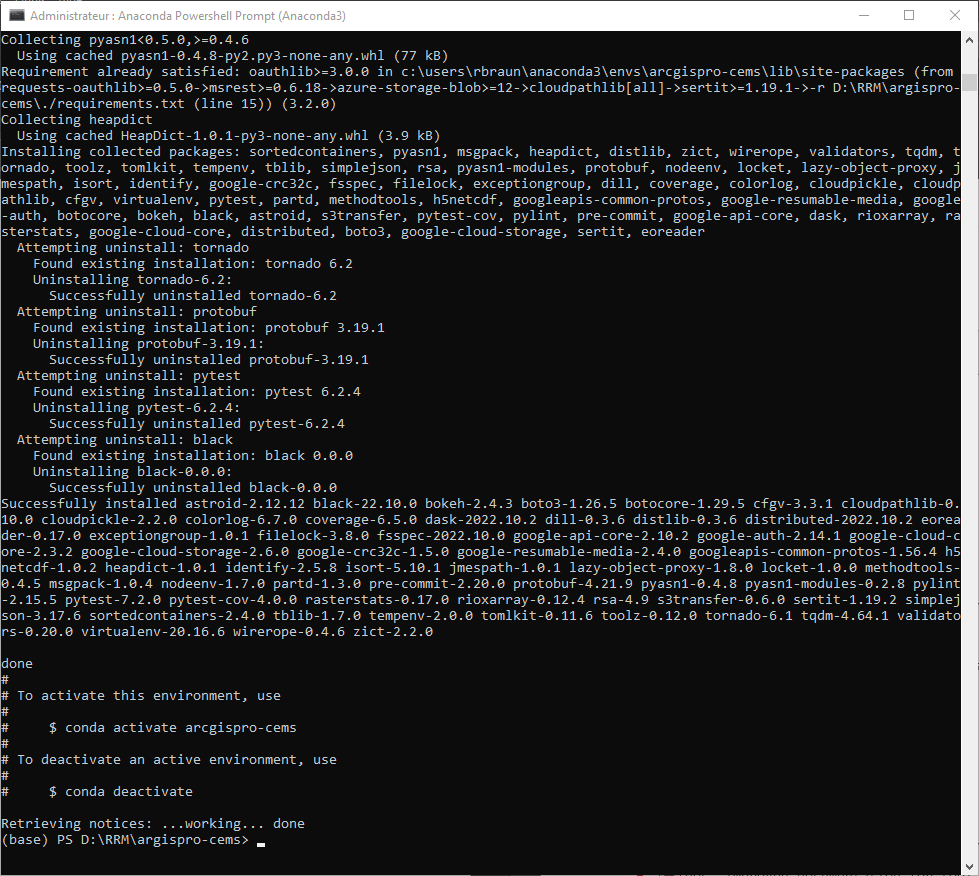 Administrateur : Anaconda Powershell Prompt (Anaconda3)
Collecting pyasn1<0.5.0,>=0.4.6
  Using cached pyasn1-0.4.8-py2.py3-none-any.whl (77 kB)
Requirement already satisfied: oauthlib>=3.0.0 in c:\users\rbraun\anaconda3\envs\arcgispro-cems\lib\site-packages (from
requests-oauthlib>=0.5.0->msrest>=0.6.18->azure-storage-blob>=12->cloudpathlib[all]->sertit>=1.19.1->-r D:\RRM\argispro-
cems\./requirements.txt (line 15)) (3.2.0)
Collecting heapdict
  Using cached HeapDict-1.0.1-py3-none-any.whl (3.9 kB)
Installing collected packages: sortedcontainers, pyasn1, msgpack, heapdict, distlib, zict, wirerope, validators, tqdm, t
ornado, toolz, tomlkit, tempenv, tblib, simplejson, rsa, pyasn1-modules, protobuf, nodeenv, locket, lazy-object-proxy, j
mespath, isort, identify, google-crc32c, fsspec, filelock, exceptiongroup, dill, coverage, colorlog, cloudpickle, cloudp
athlib, cfgv, virtualenv, pytest, partd, methodtools, h5netcdf, googleapis-common-protos, google-resumable-media, google
-auth, botocore, bokeh, black, astroid, s3transfer, pytest-cov, pylint, pre-commit, google-api-core, dask, rioxarray, ra
sterstats, google-cloud-core, distributed, boto3, google-cloud-storage, sertit, eoreader
  Attempting uninstall: tornado
    Found existing installation: tornado 6.2
    Uninstalling tornado-6.2:
      Successfully uninstalled tornado-6.2
  Attempting uninstall: protobuf
    Found existing installation: protobuf 3.19.1
    Uninstalling protobuf-3.19.1:
      Successfully uninstalled protobuf-3.19.1
  Attempting uninstall: pytest
    Found existing installation: pytest 6.2.4
    Uninstalling pytest-6.2.4:
      Successfully uninstalled pytest-6.2.4
  Attempting uninstall: black
    Found existing installation: black 0.0.0
    Uninstalling black-0.0.0:
      Successfully uninstalled black-0.0.0
Successfully installed astroid-2.12.12 black-22.10.0 bokeh-2.4.3 boto3-1.26.5 botocore-1.29.5 cfgv-3.3.1 cloudpathlib-0.
10.0 cloudpickle-2.2.0 colorlog-6.7.0 coverage-6.5.0 dask-2022.10.2 dill-0.3.6 distlib-0.3.6 distributed-2022.10.2 eorea
der-0.17.0 exceptiongroup-1.0.1 filelock-3.8.0 fsspec-2022.10.0 google-api-core-2.10.2 google-auth-2.14.1 google-cloud-c
ore-2.3.2 google-cloud-storage-2.6.0 google-crc32c-1.5.0 google-resumable-media-2.4.0 googleapis-common-protos-1.56.4 h5
netcdf-1.0.2 heapdict-1.0.1 identify-2.5.8 isort-5.10.1 jmespath-1.0.1 lazy-object-proxy-1.8.0 locket-1.0.0 methodtools-
0.4.5 msgpack-1.0.4 nodeenv-1.7.0 partd-1.3.0 pre-commit-2.20.0 protobuf-4.21.9 pyasn1-0.4.8 pyasn1-modules-0.2.8 pylint
-2.15.5 pytest-7.2.0 pytest-cov-4.0.0 rasterstats-0.17.0 rioxarray-0.12.4 rsa-4.9 s3transfer-0.6.0 sertit-1.19.2 simplej
son-3.17.6 sortedcontainers-2.4.0 tblib-1.7.0 tempenv-2.0.0 tomlkit-0.11.6 toolz-0.12.0 tornado-6.1 tqdm-4.64.1 validato
rs-0.20.0 virtualenv-20.16.6 wirerope-0.4.6 zict-2.2.0
done
#
# To activate this environment, use
#
#     $ conda activate arcgispro-cems
#
# To deactivate an active environment, use
#
#     $ conda deactivate
Retrieving notices: ...working... done
(base) PS D:\RRM\argispro-cems>